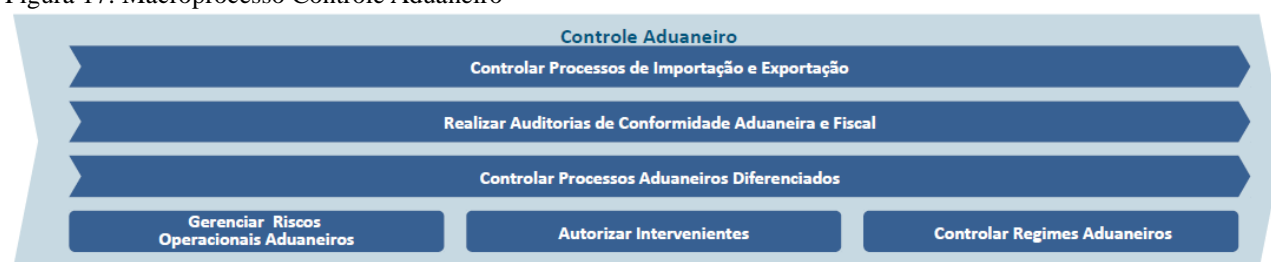 Figura 17: Macroprocesso Controle Aduaneiro
Controle Aduaneiro
Controlar Processos de Importação e Exportação
Realizar Auditorias de Conformidade Aduaneira e Fiscal
Controlar Processos Aduaneiros Diferenciados
Gerenciar Riscos
Operacionais Aduaneiros
Autorizar Intervenientes
Controlar Regimes Aduaneiros